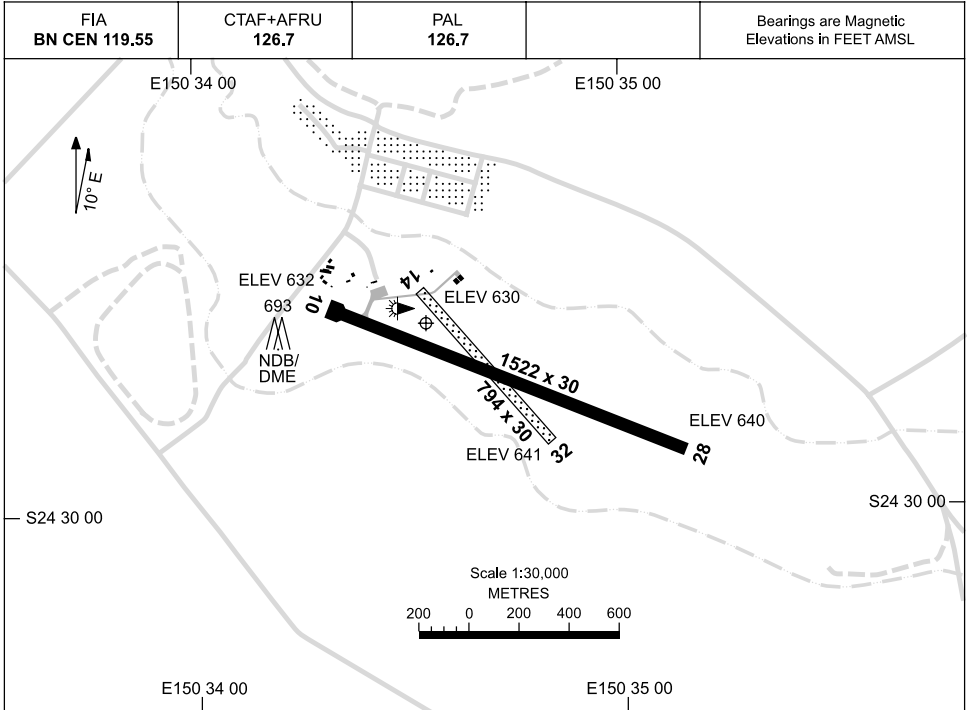 FIA
BN CEN 119.55
CTAF+AFRU
126.7
PAL
126.7
Bearings are Magnetic
Elevations in FEET AMSL
E150 34 00
E150 35 00
10° E
ELEV 632
10
14
ELEV 630
693
NDB/
DME
1522 x 30
794 x 30
ELEV 640
28
ELEV 641
32
S24 30 00
S24 30 00
Scale 1:30,000
METRES
200 0 200 400 600
E150 34 00
E150 35 00